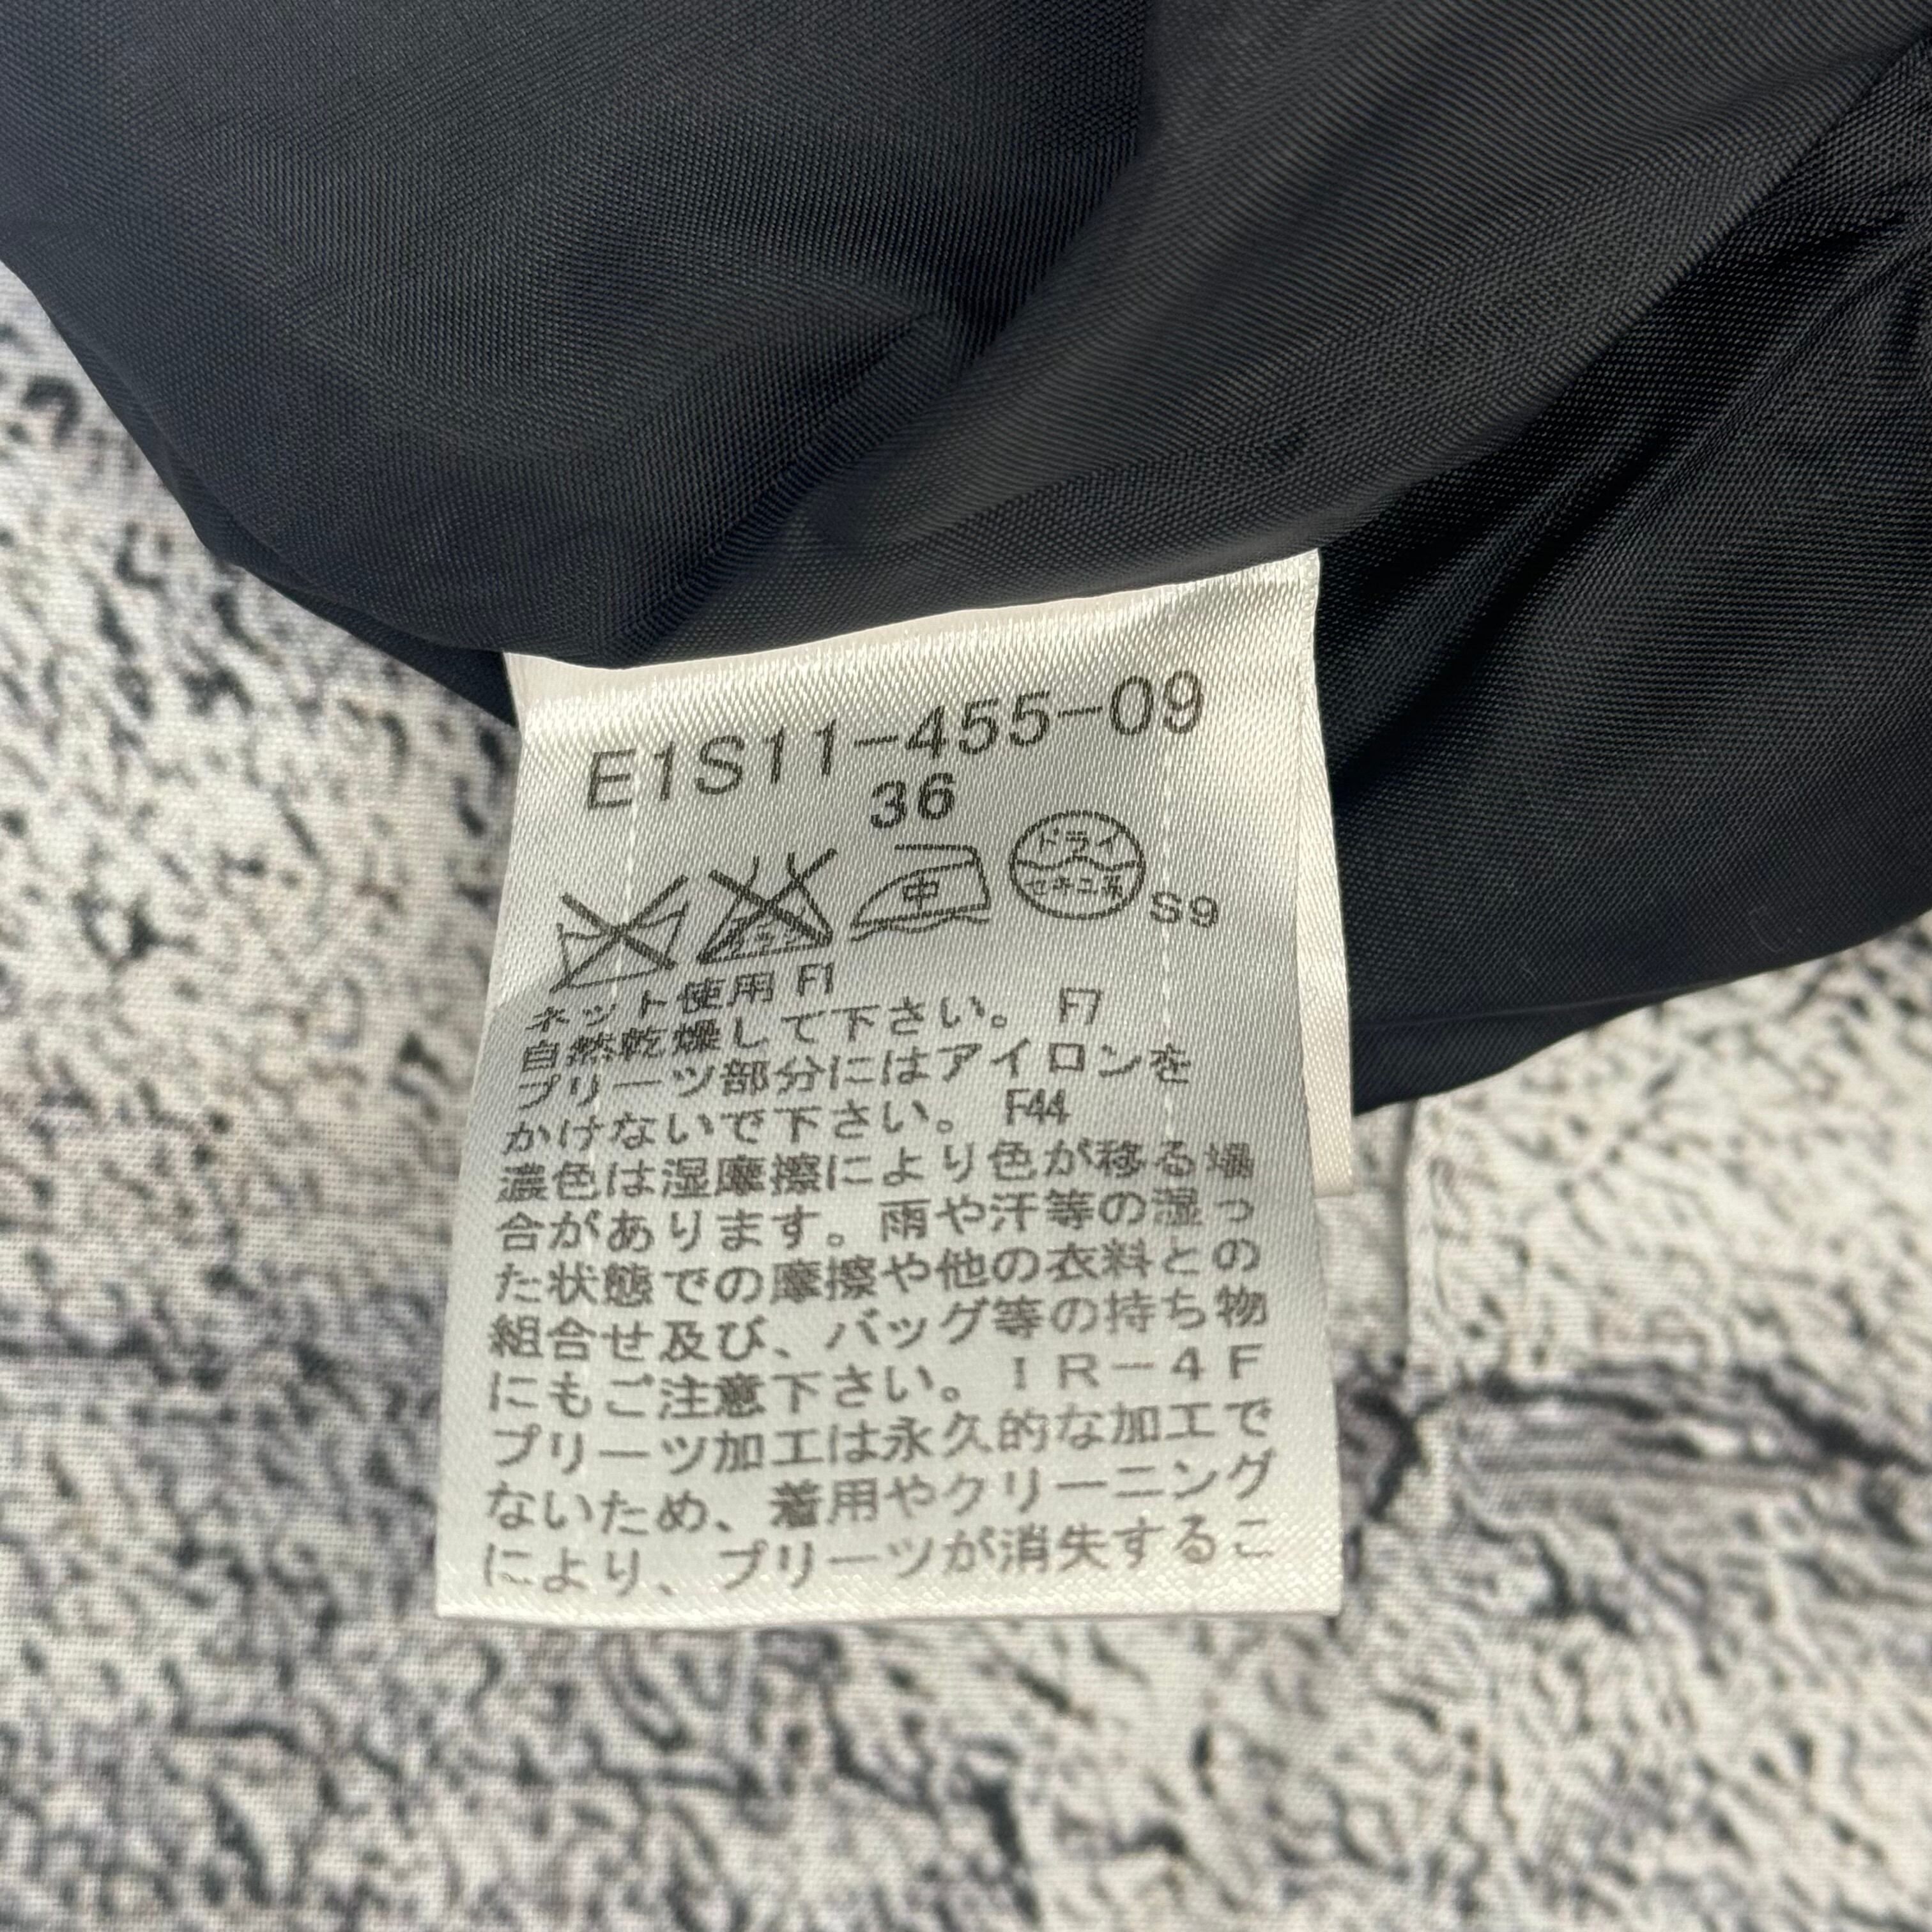 E1S11-455-09
36
中
ドライ
セキユ系
S9
ネット使用 F1
自然乾燥して下さい。 F7
プリーツ部分にはアイロンを
かけないで下さい。 F44
濃色は湿摩擦により色が移る場
合があります。雨や汗等の湿っ
た状態での摩擦や他の衣料との
組合せ及び、バッグ等の持ち物
にもご注意下さい。IR-4F
プリーツ加工は永久的な加工で
ないため、着用やクリーニング
により、プリーツが消失するこ